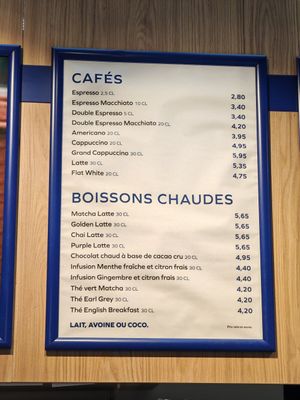 CAFÉS
Espresso 2,5 CL 2,80
Espresso Macchiato 10 CL 3,40
Double Espresso 5 CL 3,40
Double Espresso Macchiato 20 CL 4,20
Americano 20 CL 3,95
Cappuccino 20 CL 4,95
Grand Cappuccino 30 CL 5,95
Latte 30 CL 5,35
Flat White 20 CL 4,75
BOISSONS CHAUDES
Matcha Latte 30 CL 5,65
Golden Latte 30 CL 5,65
Chai Latte 30 CL 5,65
Purple Latte 30 CL 5,65
Chocolat chaud à base de cacao cru 20 CL 4,95
Infusion Menthe fraîche et citron frais 30 CL 4,40
Infusion Gingembre et citron frais 30 CL 4,40
Thé vert Matcha 30 CL 4,20
Thé Earl Grey 30 CL 4,20
Thé English Breakfast 30 CL 4,20
LAIT, AVOINE OU COCO.